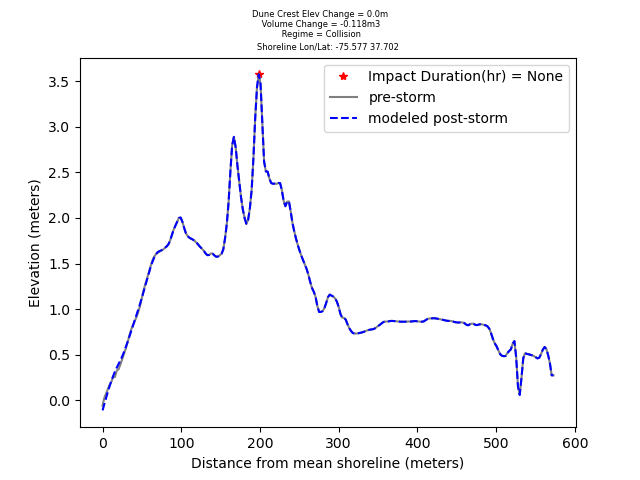 Dune Crest Elev Change = 0.0m
Volume Change = -0.118m3
Regime = Collision
Shoreline Lon/Lat: -75.577 37.702
Impact Duration(hr) = None
pre-storm
modeled post-storm
Elevation (meters)
3.5
3.0
2.5
2.0
1.5
1.0
0.5
0.0
0 100 200 300 400 500 600
Distance from mean shoreline (meters)